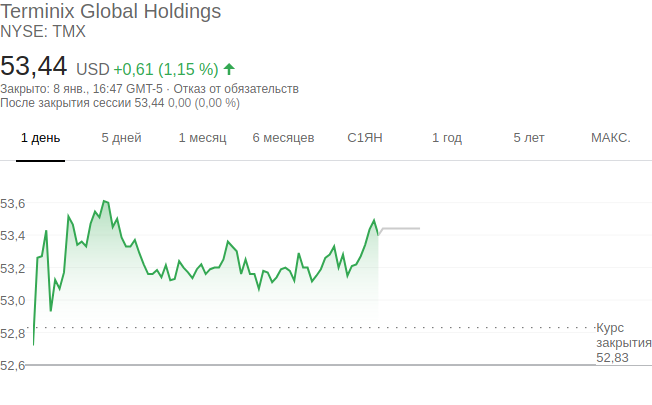 Terminix Global Holdings
NYSE: TMX
53,44 USD +0,61 (1,15 %)
Закрыто: 8 янв., 16:47 GMT-5 · Отказ от обязательств
После закрытия сессии 53,44 0,00 (0,00 %)
1 день 5 дней 1 месяц 6 месяцев С1ЯН 1 год 5 лет МАКС.
53,6
53,4
53,2
53,0
52,8
52,6
Курс
закрытия
52,83